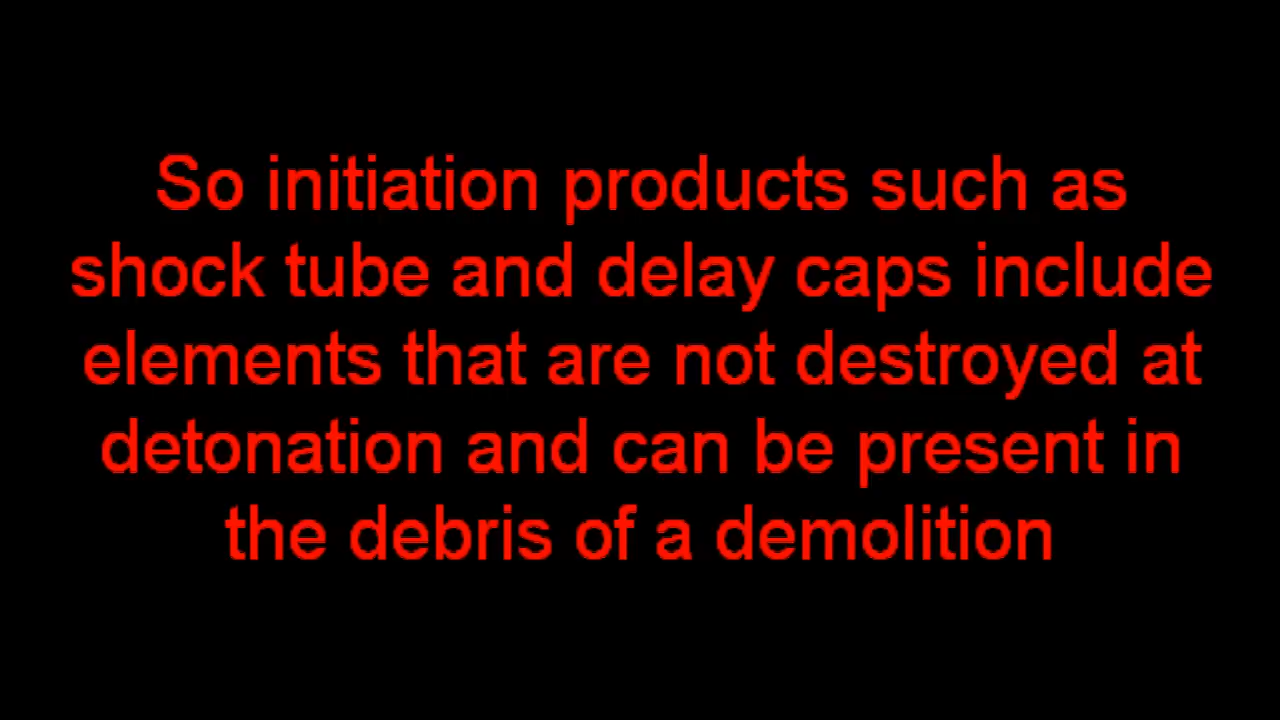 So initiation products such as
shock tube and delay caps include
elements that are not destroyed at
detonation and can be present in
the debris of a demolition